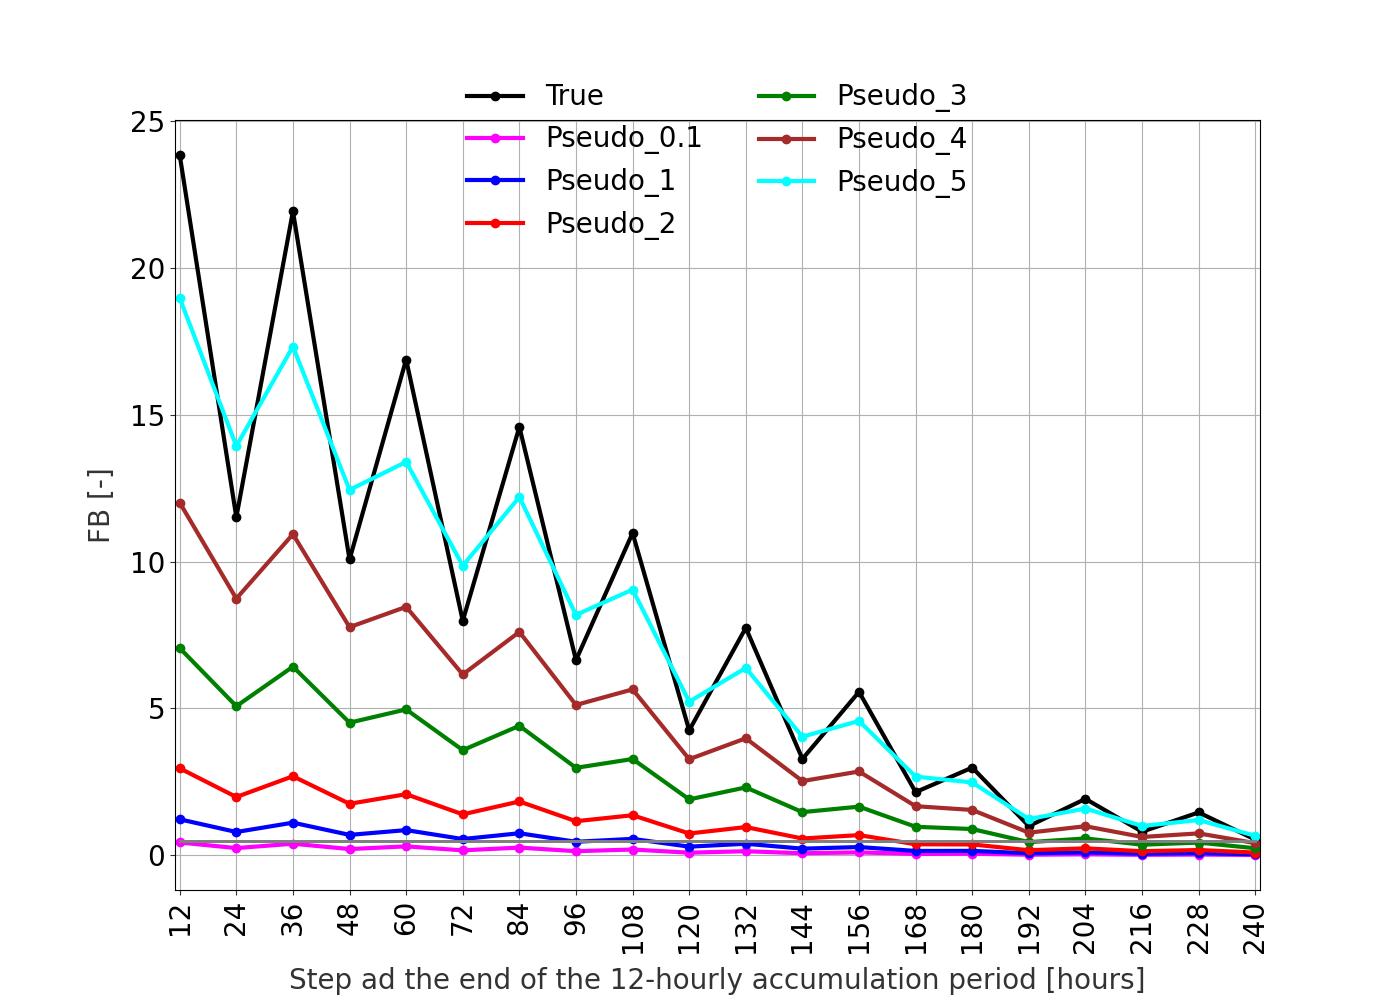 True
Pseudo_0.1
Pseudo_1
Pseudo_2
Pseudo_3
Pseudo_4
Pseudo_5
25
20
15
10
5
0
FB [-]
12 24 36 48 60 72 84 96 108 120 132 144 156 168 180 192 204 216 228 240
Step ad the end of the 12-hourly accumulation period [hours]